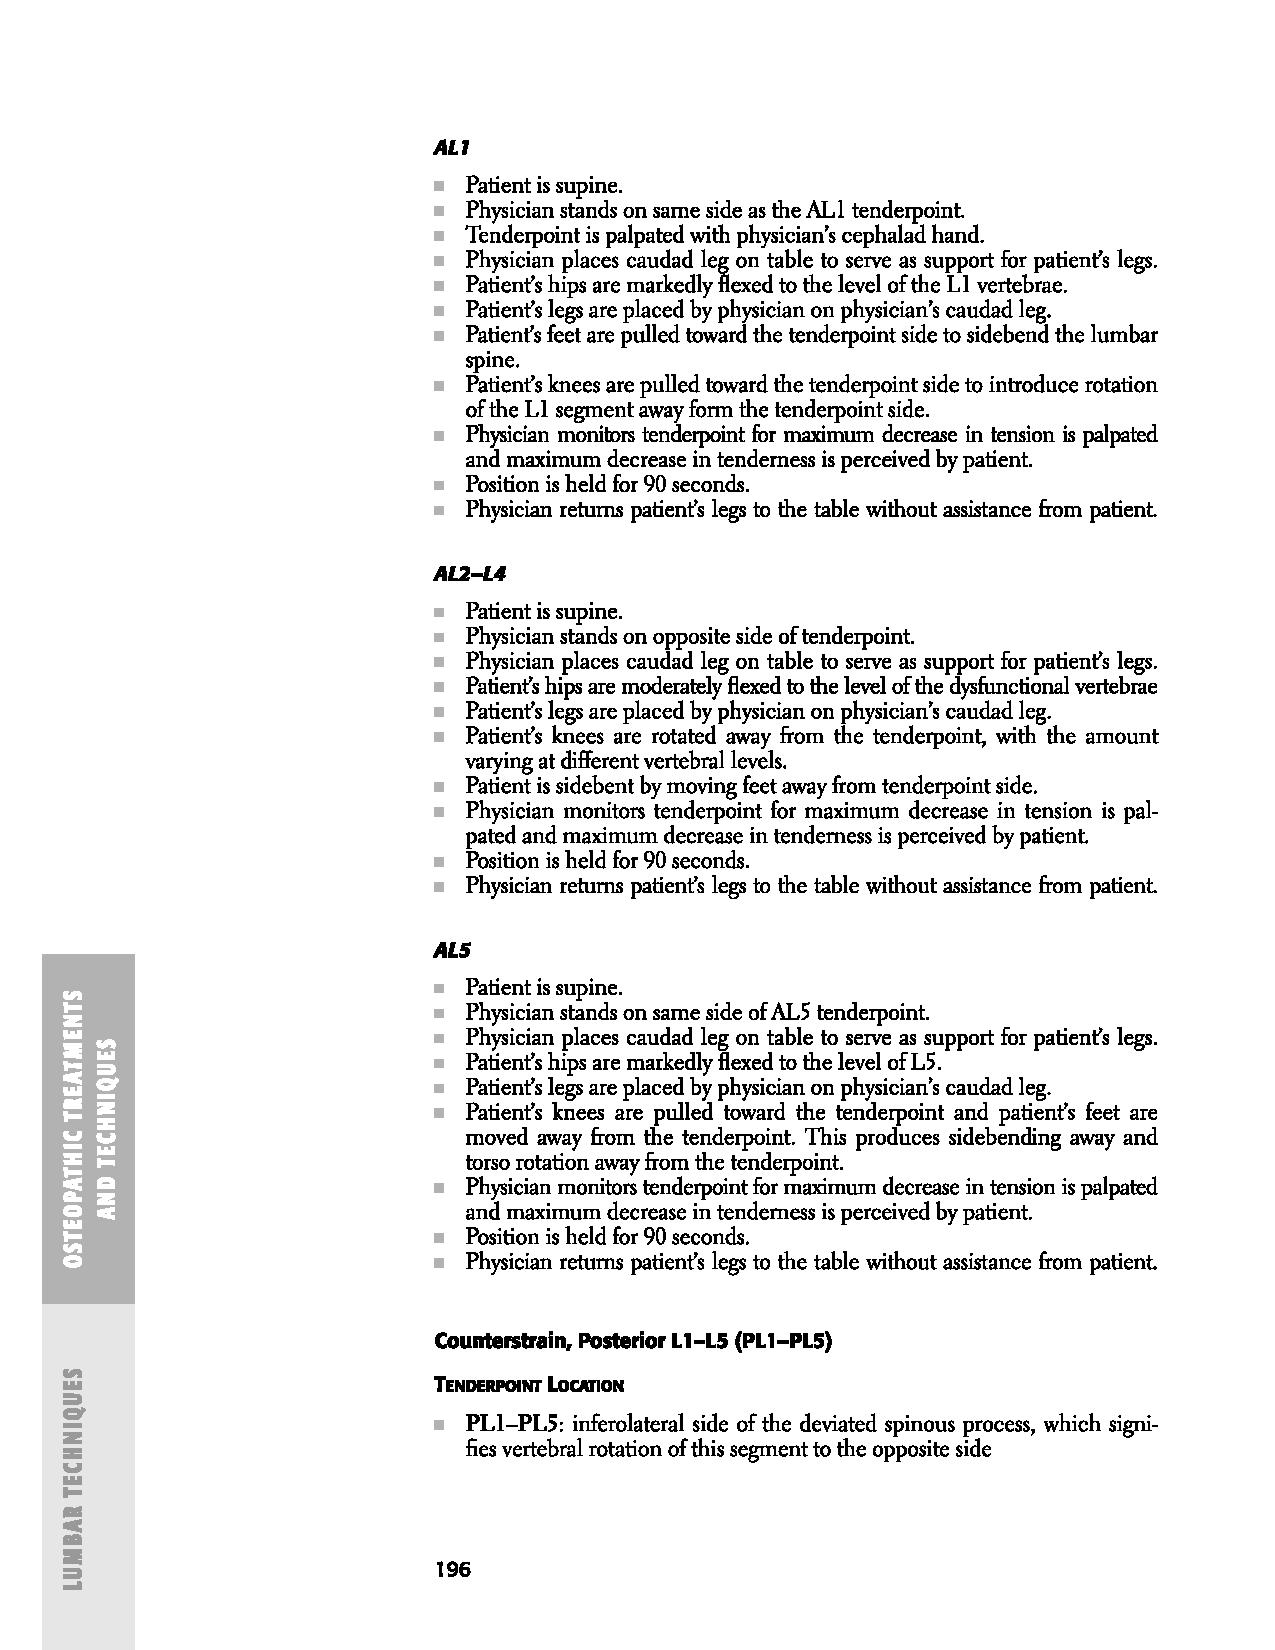 AL1
■ Patient is supine.
■ Physician stands on same side as the AL1 tenderpoint.
■ Tenderpoint is palpated with physician's cephalad hand.
■ Physician places caudad leg on table to serve as support for patient's legs.
■ Patient's hips are markedly flexed to the level of the L1 vertebrae.
■ Patient's legs are placed by physician on physician's caudad leg.
■ Patient's feet are pulled toward the tenderpoint side to sidebend the lumbar
spine.
■ Patient's knees are pulled toward the tenderpoint side to introduce rotation
of the L1 segment away form the tenderpoint side.
■ Physician monitors tenderpoint for maximum decrease in tension is palpated
and maximum decrease in tenderness is perceived by patient.
■ Position is held for 90 seconds.
■ Physician returns patient's legs to the table without assistance from patient.
AL2–L4
■ Patient is supine.
■ Physician stands on opposite side of tenderpoint.
■ Physician places caudad leg on table to serve as support for patient's legs.
■ Patient's hips are moderately flexed to the level of the dysfunctional vertebrae
■ Patient's legs are placed by physician on physician's caudad leg.
■ Patient's knees are rotated away from the tenderpoint, with the amount
varying at different vertebral levels.
■ Patient is sidebent by moving feet away from tenderpoint side.
■ Physician monitors tenderpoint for maximum decrease in tension is pal-
pated and maximum decrease in tenderness is perceived by patient.
■ Position is held for 90 seconds.
■ Physician returns patient's legs to the table without assistance from patient.
AL5
■ Patient is supine.
■ Physician stands on same side of AL5 tenderpoint.
■ Physician places caudad leg on table to serve as support for patient's legs.
■ Patient's hips are markedly flexed to the level of L5.
■ Patient's legs are placed by physician on physician's caudad leg.
■ Patient's knees are pulled toward the tenderpoint and patient's feet are
moved away from the tenderpoint. This produces sidebending away and
torso rotation away from the tenderpoint.
■ Physician monitors tenderpoint for maximum decrease in tension is palpated
and maximum decrease in tenderness is perceived by patient.
■ Position is held for 90 seconds.
■ Physician returns patient's legs to the table without assistance from patient.
Counterstrain, Posterior L1–L5 (PL1–PL5)
TENDERPOINT LOCATION
■ PL1–PL5: inferolateral side of the deviated spinous process, which signi-
fies vertebral rotation of this segment to the opposite side
196
OSTEOPATHIC TREATMENTS
AND TECHNIQUES
LUMBAR TECHNIQUES